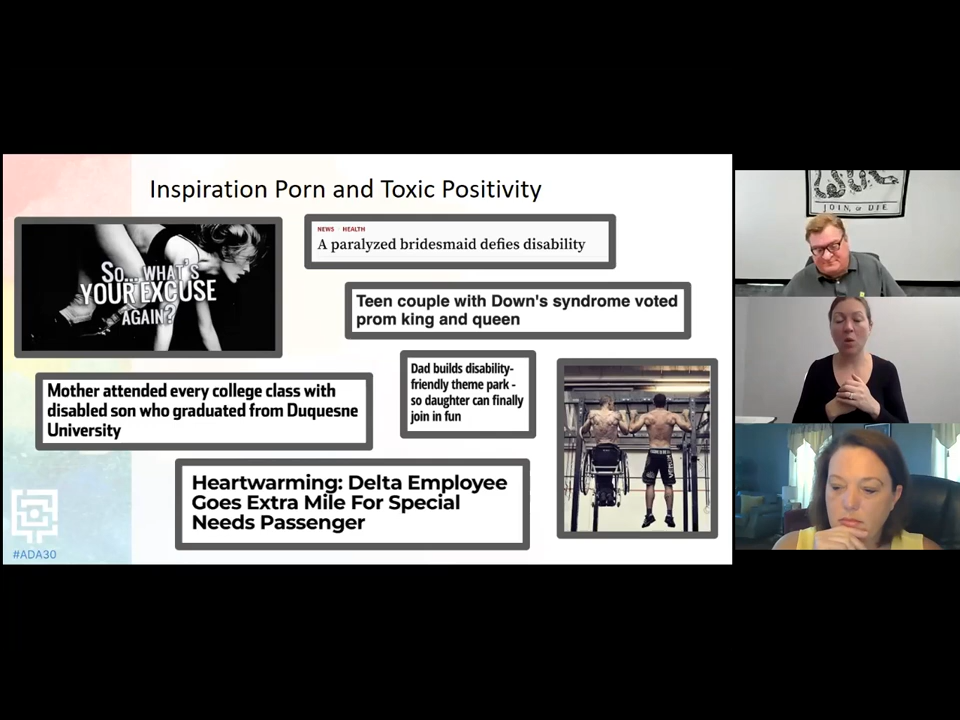 Inspiration Porn and Toxic Positivity
SO... WHAT'S
YOUR EXCUSE
AGAIN?
NEWS · HEALTH
A paralyzed bridesmaid defies disability
Teen couple with Down's syndrome voted
prom king and queen
Mother attended every college class with
disabled son who graduated from Duquesne
University
Dad builds disability-
friendly theme park -
so daughter can finally
join in fun
Heartwarming: Delta Employee
Goes Extra Mile For Special
Needs Passenger
#ADA30
JOIN, or DIE